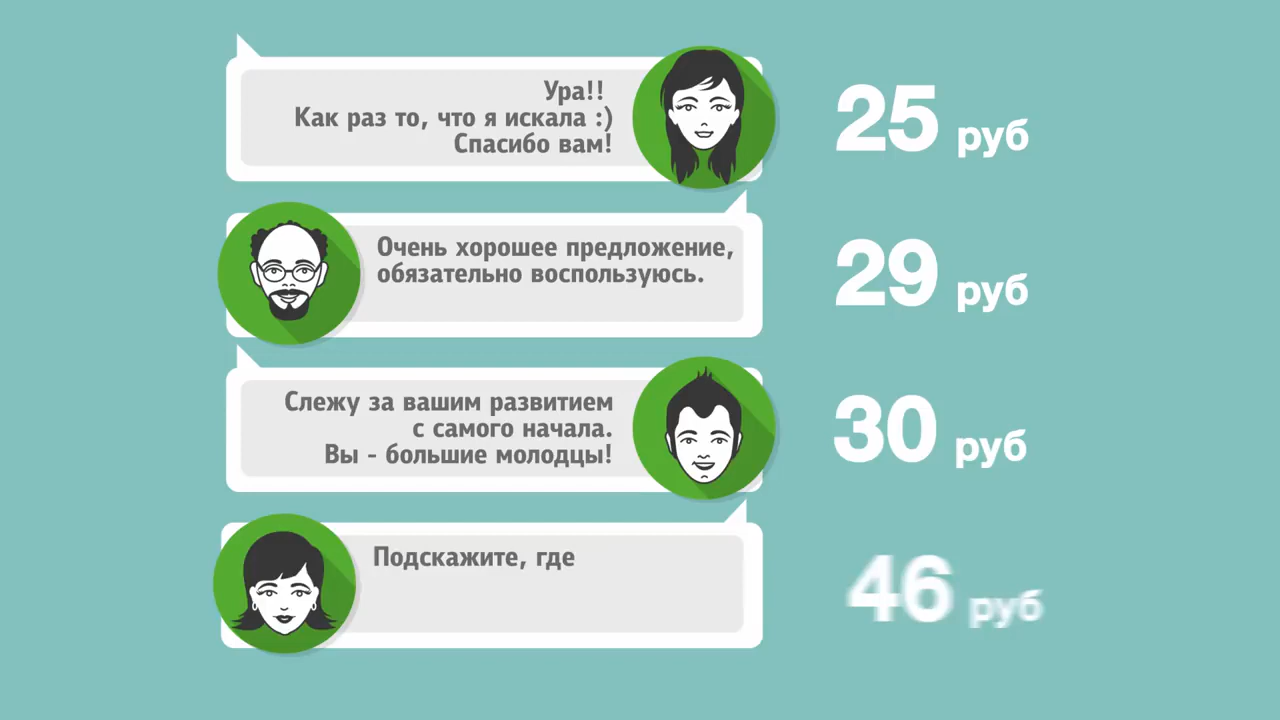 Ура!!
Как раз то, что я искала :)
Спасибо вам!
25 руб
Очень хорошее предложение,
обязательно воспользуюсь.
29 руб
Слежу за вашим развитием
с самого начала.
Вы - большие молодцы!
30 руб
Подскажите, где
46 руб